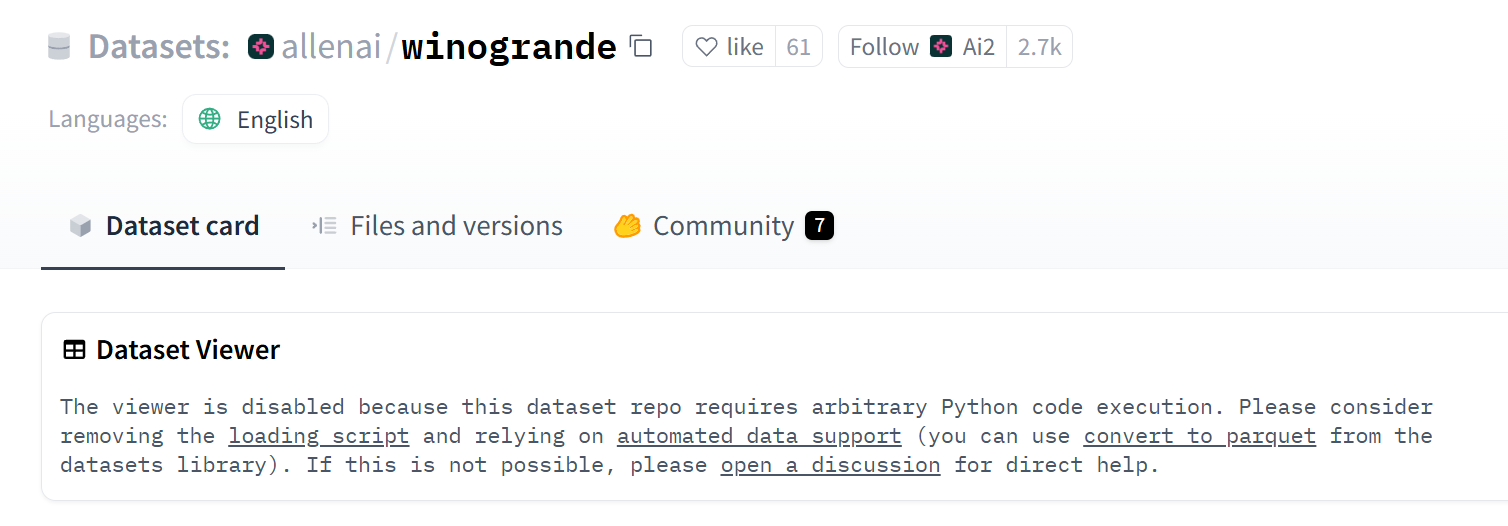 Datasets: allenai/winogrande like 61 Follow Ai2 2.7k
Languages: English
Dataset card Files and versions Community 7
Dataset Viewer
The viewer is disabled because this dataset repo requires arbitrary Python code execution. Please consider
removing the loading script and relying on automated data support (you can use convert to parquet from the
datasets library). If this is not possible, please open a discussion for direct help.